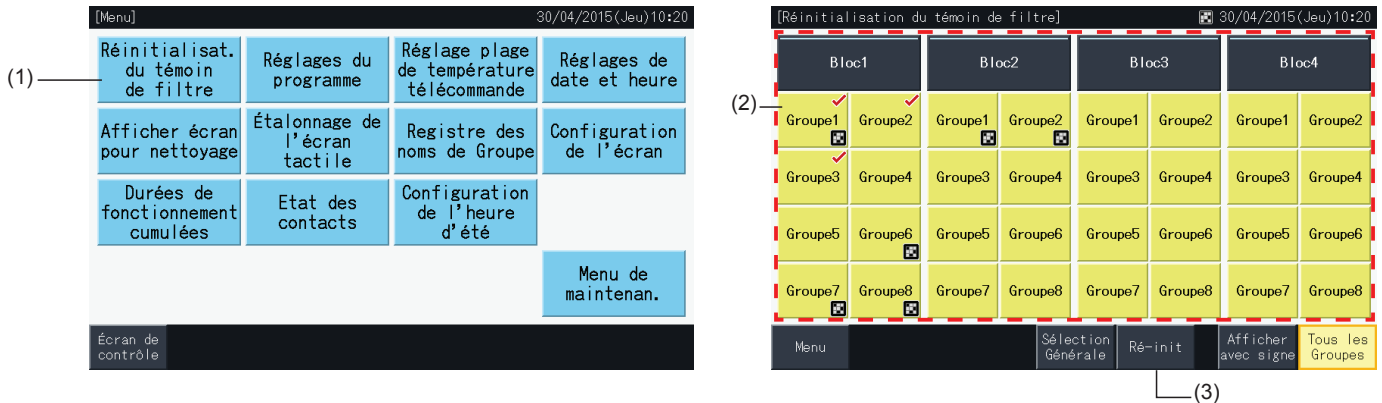 [Menu] 30/04/2015(Jeu)10:20
(1)
Réinitialisat.
du témoin
de filtre
Réglages du
programme
Réglage plage
de température
télécommande
Réglages de
date et heure
Afficher écran
pour nettoyage
Étalonnage de
l'écran
tactile
Registre des
noms de Groupe
Configuration
de l'écran
Durées de
fonctionnement
cumulées
Etat des
contacts
Configuration
de l'heure
d'été
Menu de
maintenan.
Écran de
contrôle
[Réinitialisation du témoin de filtre] 30/04/2015(Jeu)10:20
Bloc1 Bloc2 Bloc3 Bloc4
(2)
Groupe1 Groupe2 Groupe1 Groupe2 Groupe1 Groupe2 Groupe1 Groupe2
Groupe3 Groupe4 Groupe3 Groupe4 Groupe3 Groupe4 Groupe3 Groupe4
Groupe5 Groupe6 Groupe5 Groupe6 Groupe5 Groupe6 Groupe5 Groupe6
Groupe7 Groupe8 Groupe7 Groupe8 Groupe7 Groupe8 Groupe7 Groupe8
Menu
Sélection
Générale
Ré-init
Afficher
avec signe
Tous les
Groupes
(3)